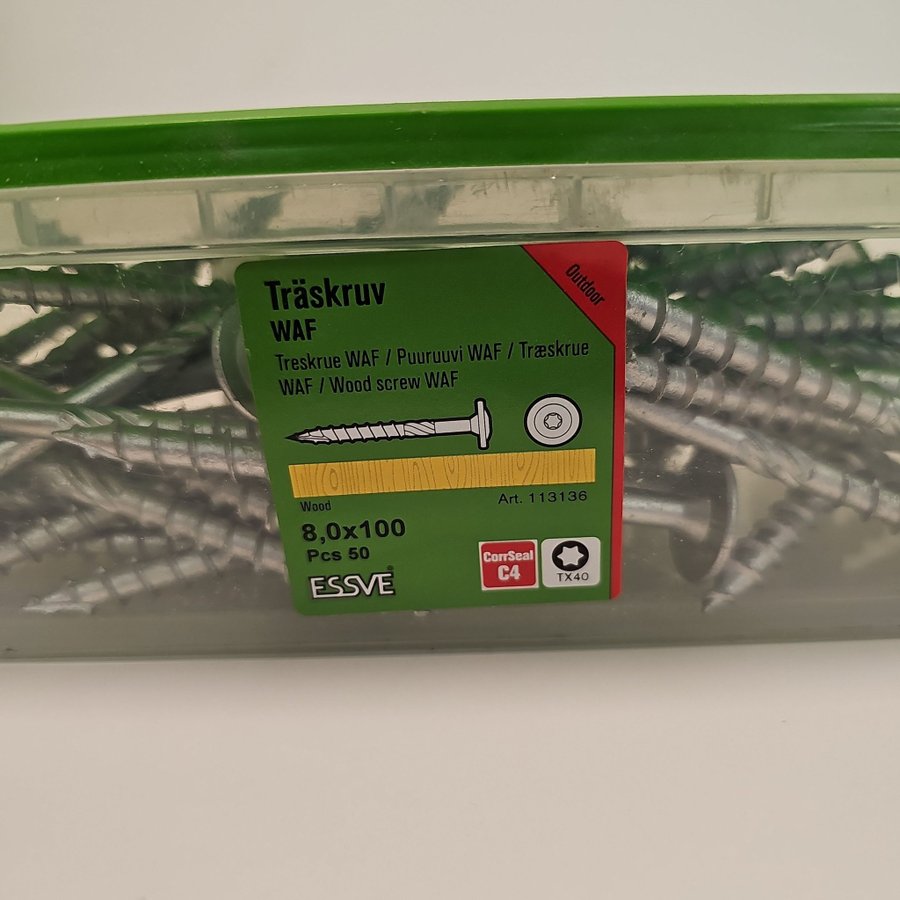 Träskruv
WAF
Treskrue WAF / Puuruuvi WAF / Træskrue
WAF / Wood screw WAF
Outdoor
Wood
Art. 113136
8,0x100
Pcs 50
ESSVE®
CorrSeal
C4
TX40